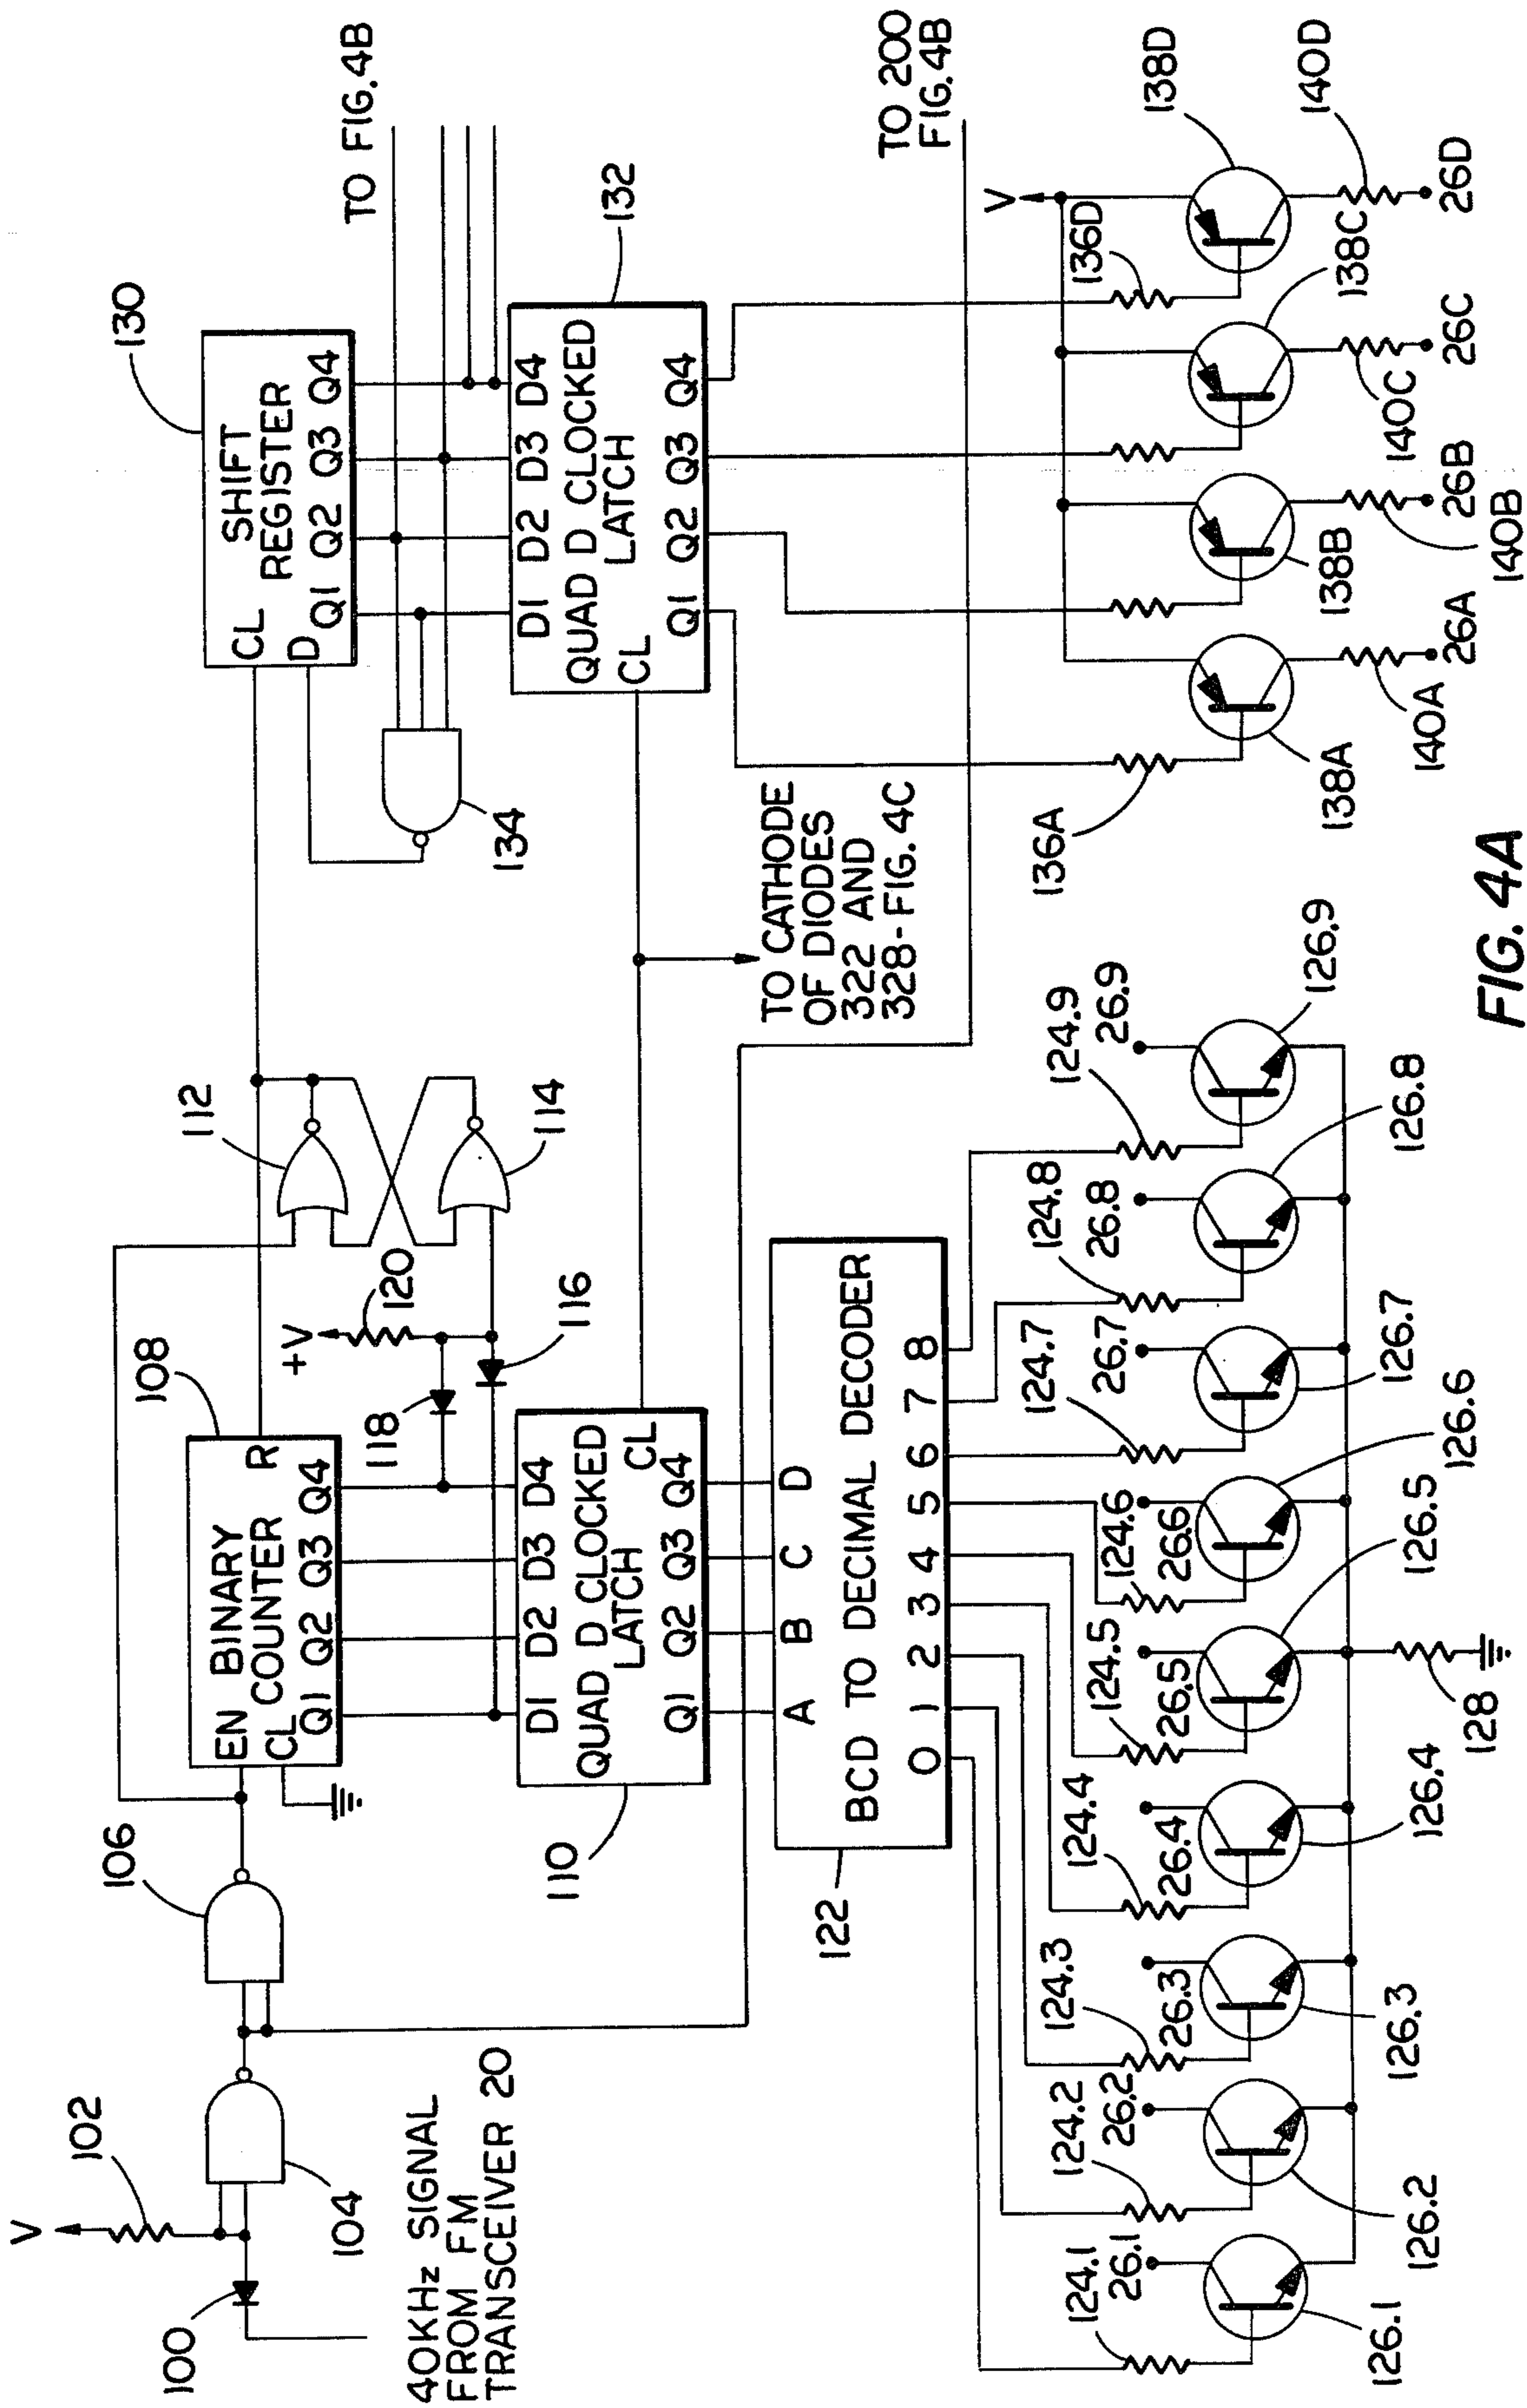 V
102
100
40KHz SIGNAL
FROM FM
TRANSCEIVER 20
104
106
108
EN BINARY
CL COUNTER
R
Q1 Q2 Q3 Q4
+V
120
118
116
112
114
D1 D2 D3 D4
QUAD D CLOCKED
LATCH
CL
Q1 Q2 Q3 Q4
110
TO CATHODE
OF DIODES
322 AND
328-FIG. 4C
A B C D
BCD TO DECIMAL DECODER
0 1 2 3 4 5 6 7 8
122
130
CL SHIFT
D REGISTER
Q1 Q2 Q3 Q4
TO FIG. 4B
134
132
D1 D2 D3 D4
QUAD D CLOCKED
CL LATCH
Q1 Q2 Q3 Q4
TO 200
FIG. 4B
V
136A
136D
138A
138B
138C
138D
140A
140B
140C
140D
26A
26B
26C
26D
124.1
26.1
126.1
124.2
26.2
126.2
124.3
26.3
126.3
124.4
26.4
126.4
124.5
26.5
126.5
124.6
26.6
126.6
124.7
26.7
126.7
124.8
26.8
126.8
124.9
26.9
126.9
128
FIG. 4A